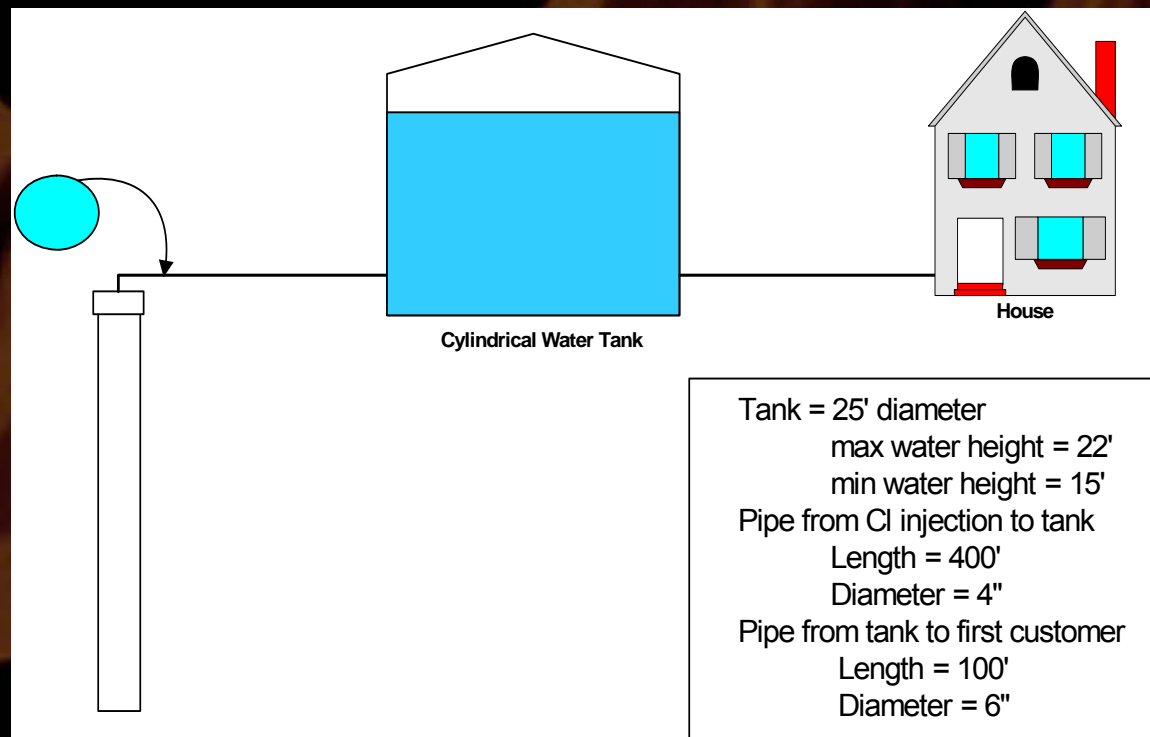 Cylindrical Water Tank
House
Tank = 25' diameter
max water height = 22'
min water height = 15'
Pipe from Cl injection to tank
Length = 400'
Diameter = 4"
Pipe from tank to first customer
Length = 100'
Diameter = 6"